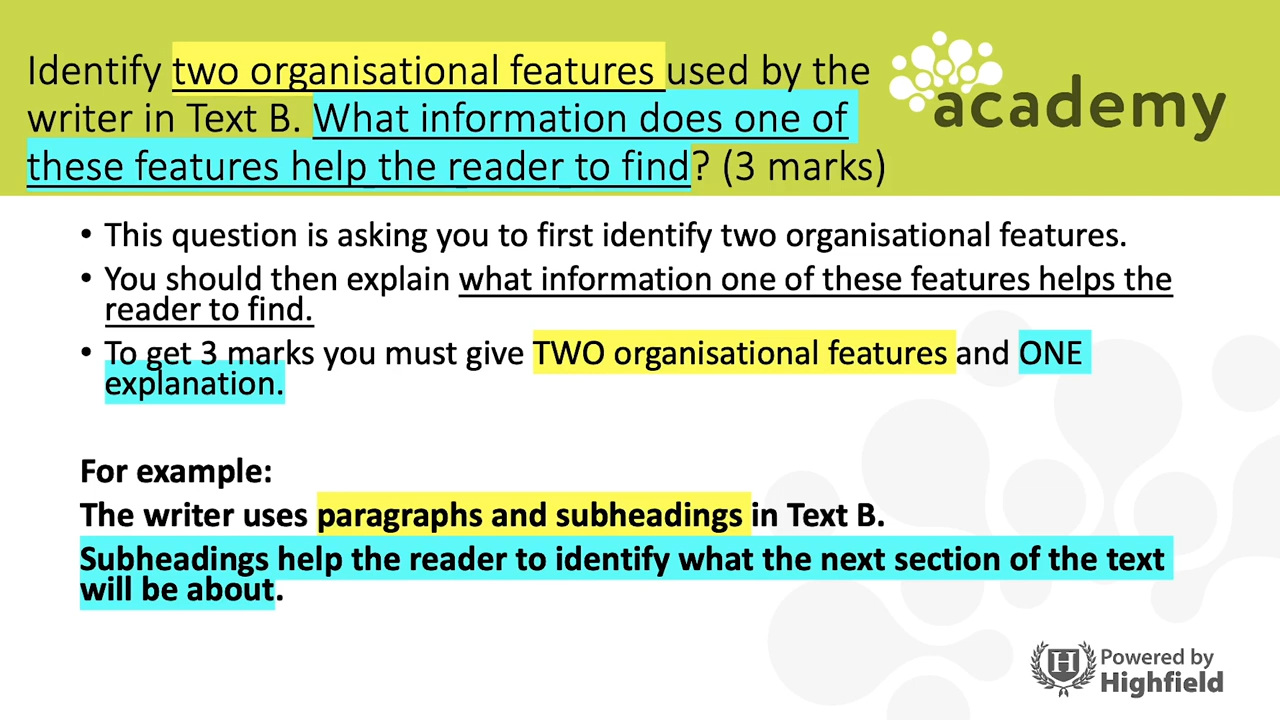 Identify two organisational features used by the
writer in Text B. What information does one of
these features help the reader to find? (3 marks)
academy
• This question is asking you to first identify two organisational features.
• You should then explain what information one of these features helps the
reader to find.
• To get 3 marks you must give TWO organisational features and ONE
explanation.
For example:
The writer uses paragraphs and subheadings in Text B.
Subheadings help the reader to identify what the next section of the text
will be about.
H
Powered by
Highfield